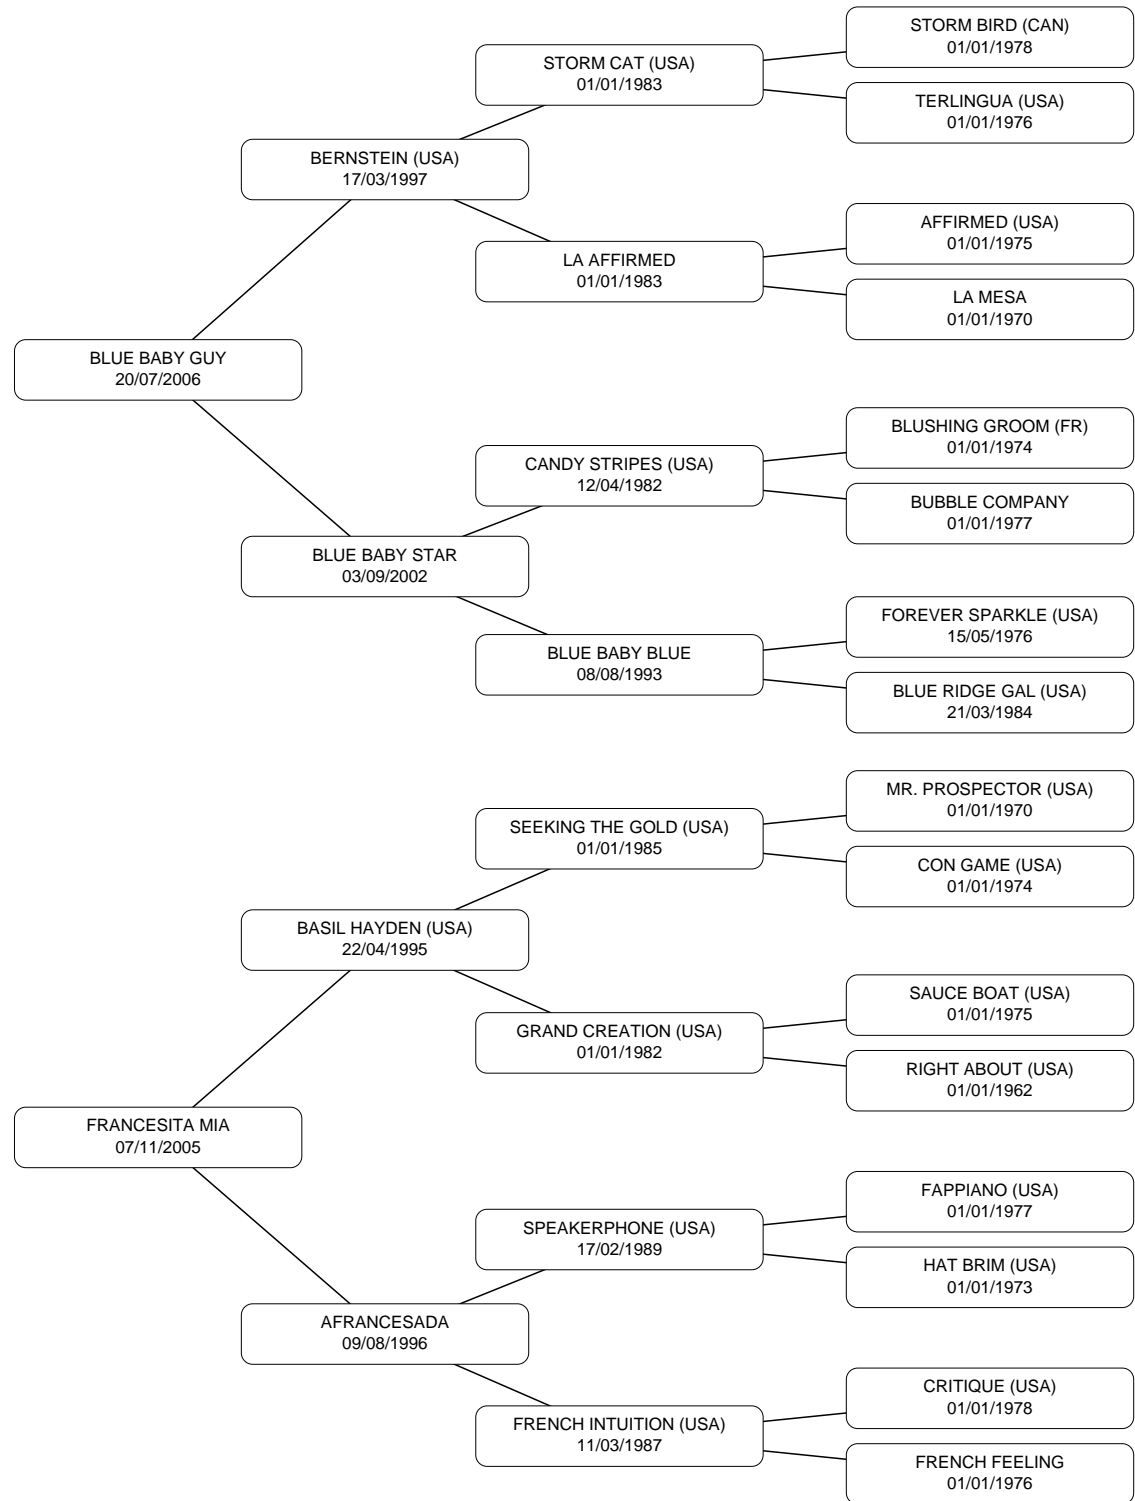 STORM BIRD (CAN)
01/01/1978
STORM CAT (USA)
01/01/1983
TERLINGUA (USA)
01/01/1976
BERNSTEIN (USA)
17/03/1997
AFFIRMED (USA)
01/01/1975
LA AFFIRMED
01/01/1983
LA MESA
01/01/1970
BLUE BABY GUY
20/07/2006
BLUSHING GROOM (FR)
01/01/1974
CANDY STRIPES (USA)
12/04/1982
BUBBLE COMPANY
01/01/1977
BLUE BABY STAR
03/09/2002
FOREVER SPARKLE (USA)
15/05/1976
BLUE BABY BLUE
08/08/1993
BLUE RIDGE GAL (USA)
21/03/1984
MR. PROSPECTOR (USA)
01/01/1970
SEEKING THE GOLD (USA)
01/01/1985
CON GAME (USA)
01/01/1974
BASIL HAYDEN (USA)
22/04/1995
SAUCE BOAT (USA)
01/01/1975
GRAND CREATION (USA)
01/01/1982
RIGHT ABOUT (USA)
01/01/1962
FRANCESITA MIA
07/11/2005
FAPPIANO (USA)
01/01/1977
SPEAKERPHONE (USA)
17/02/1989
HAT BRIM (USA)
01/01/1973
AFRANCESADA
09/08/1996
CRITIQUE (USA)
01/01/1978
FRENCH INTUITION (USA)
11/03/1987
FRENCH FEELING
01/01/1976